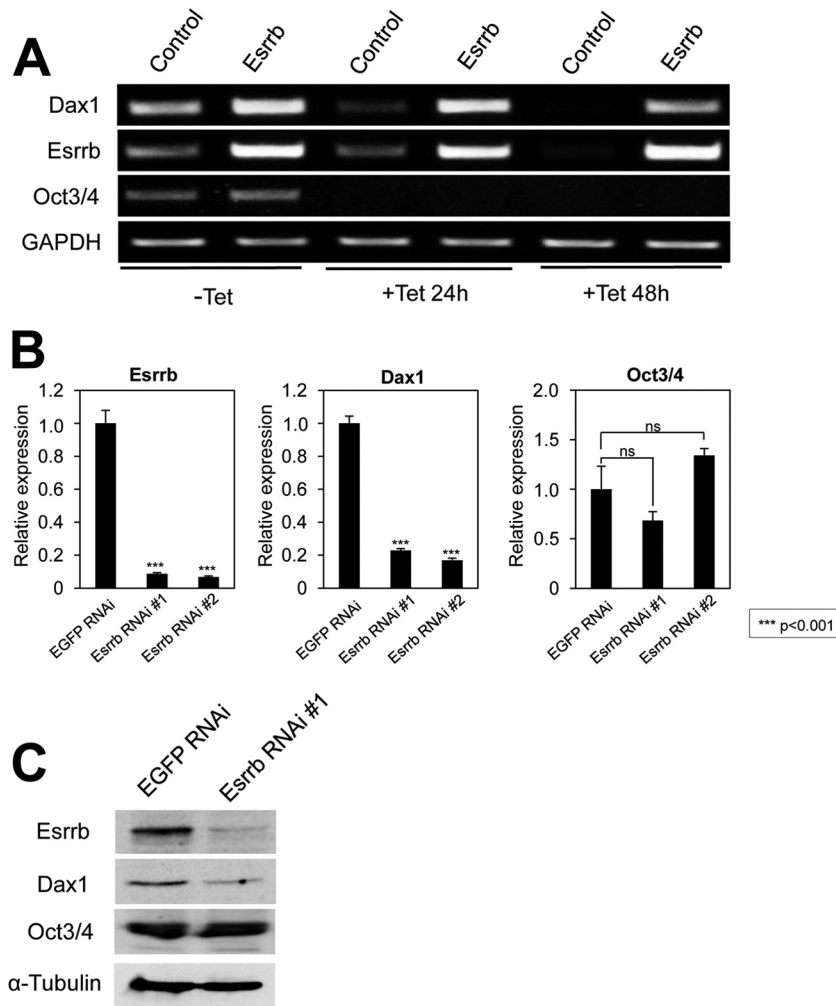 A
Control Esrrb Control Esrrb Control Esrrb
Dax1
Esrrb
Oct3/4
GAPDH
-Tet +Tet 24h +Tet 48h
B
Esrrb
Relative expression
1.2
1.0
0.8
0.6
0.4
0.2
0
*** ***
EGFP RNAi Esrrb RNAi #1 Esrrb RNAi #2
Dax1
Relative expression
1.2
1.0
0.8
0.6
0.4
0.2
0
*** ***
EGFP RNAi Esrrb RNAi #1 Esrrb RNAi #2
Oct3/4
Relative expression
2.0
1.5
1.0
0.5
0
ns
ns
EGFP RNAi Esrrb RNAi #1 Esrrb RNAi #2
*** p<0.001
C
EGFP RNAi Esrrb RNAi #1
Esrrb
Dax1
Oct3/4
α-Tubulin